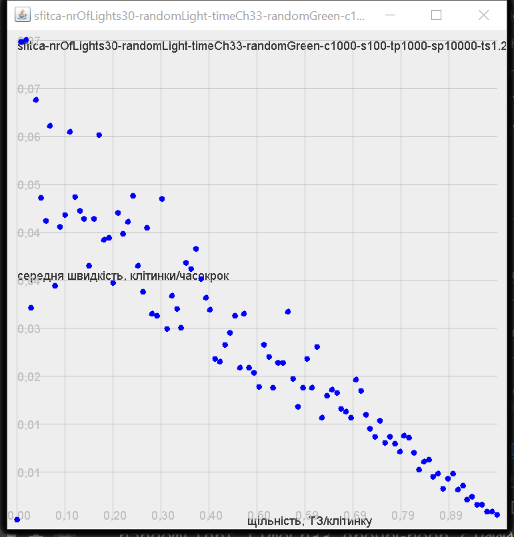 sfitca-nrOfLights30-randomLight-timeCh33-randomGreen-c1...
sfitca-nrOfLights30-randomLight-timeCh33-randomGreen-c1000-s100-tp1000-sp10000-ts1.2
0,07
0,07
0,06
0,05
0,04
середня швидкість, клітинки/часокрок
0,03
0,02
0,01
0,01
0,00 0,10 0,20 0,30 0,40 0,50 0,60 0,69 0,79 0,89
щільність, ТЗ/клітинку